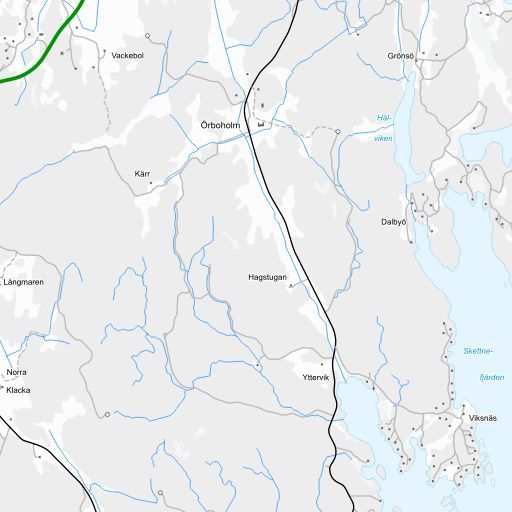 Vackebol
Grönsö
Örboholm
Häl-
viken
Kärr
Dalbyö
Hagstugan
Långmaren
Skettne-
fjärden
Norra
Klacka
Yttervik
Viksnäs